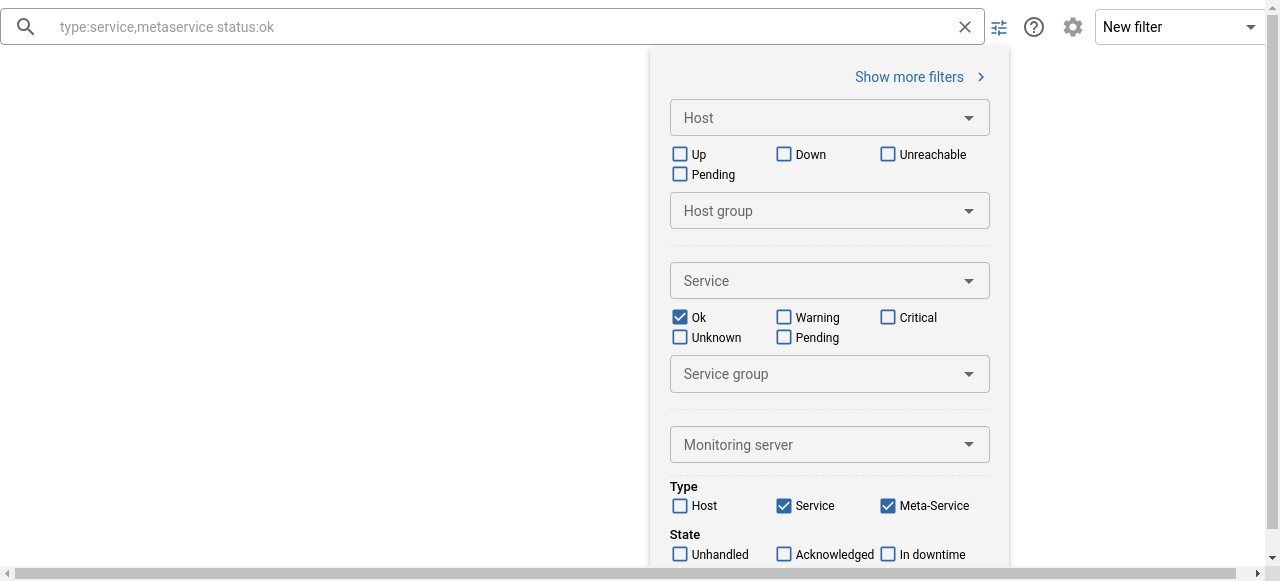 type:service,metaservice status:ok
New filter
Show more filters
Host
Up Down Unreachable
Pending
Host group
Service
Ok Warning Critical
Unknown Pending
Service group
Monitoring server
Type
Host Service Meta-Service
State
Unhandled Acknowledged In downtime